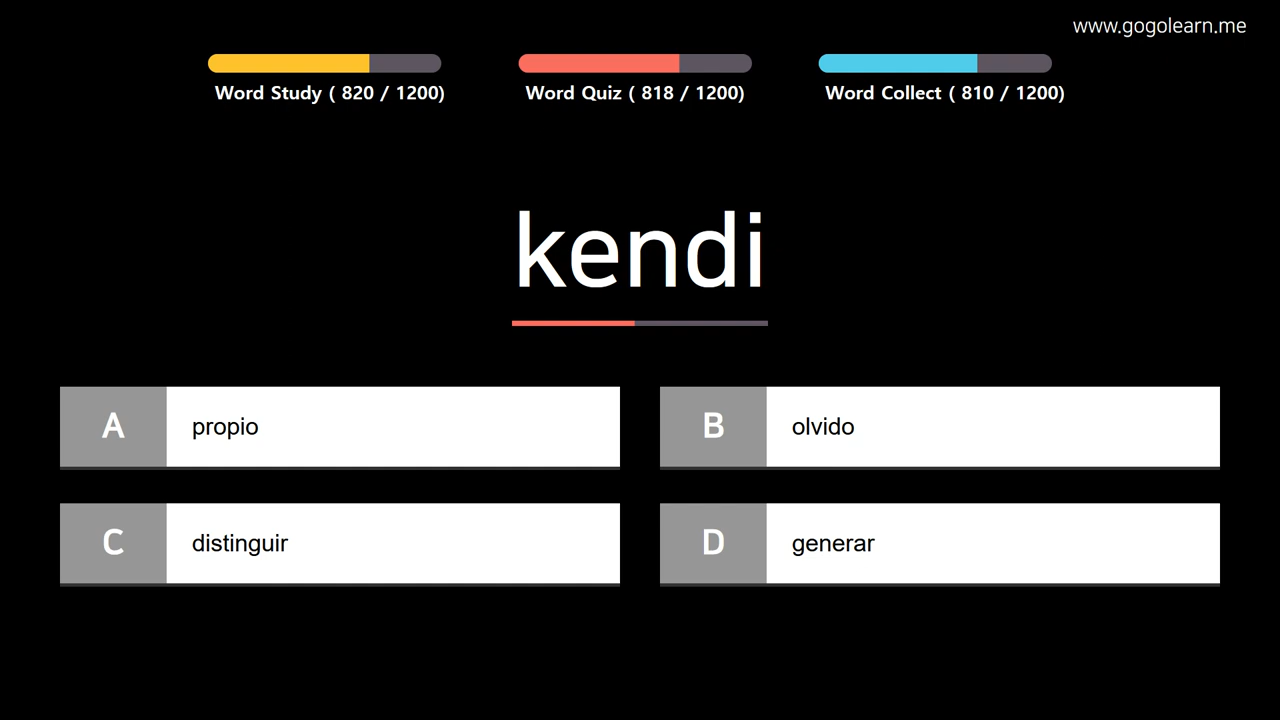 www.gogolearn.me
Word Study ( 820 / 1200)
Word Quiz ( 818 / 1200)
Word Collect ( 810 / 1200)
kendi
A propio
B olvido
C distinguir
D generar